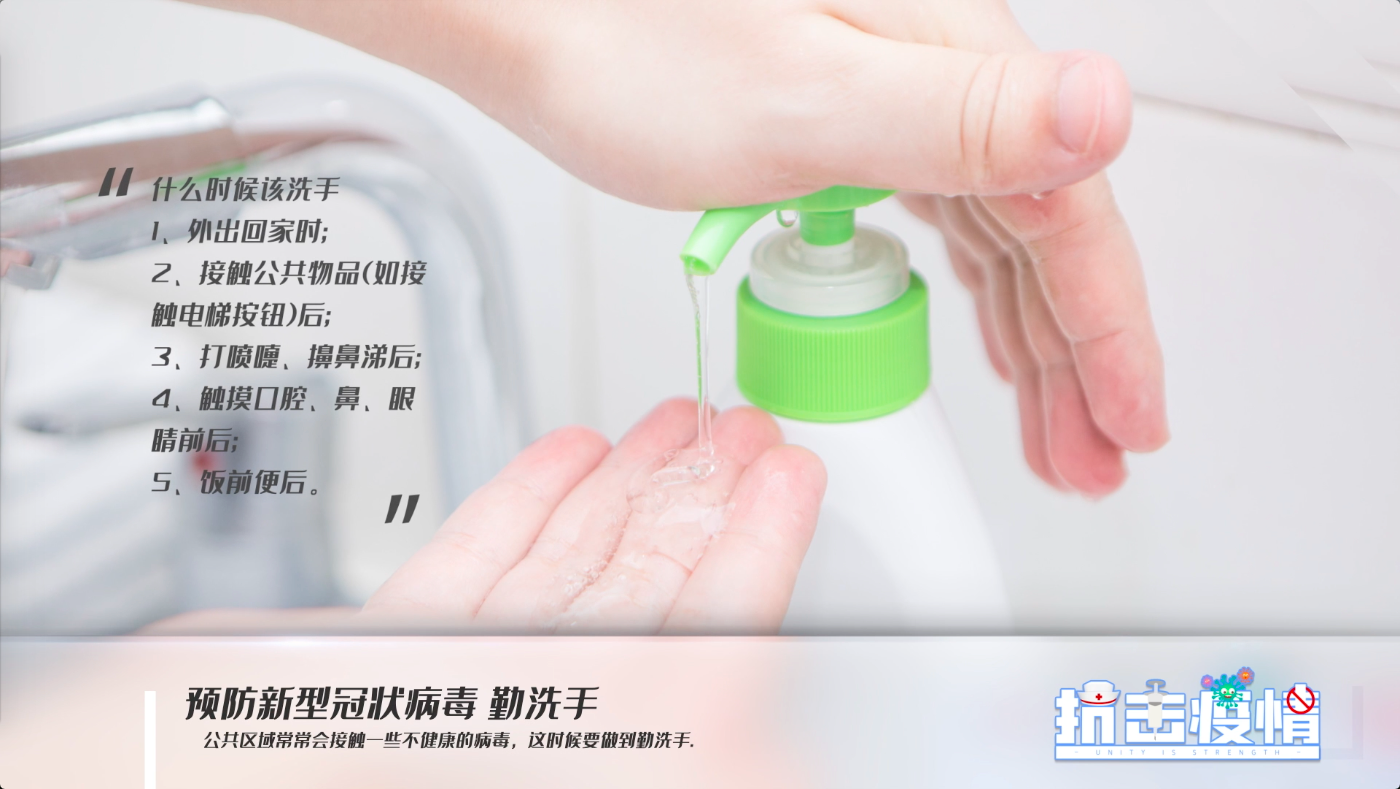 什么时候该洗手
1、外出回家时;
2、接触公共物品(如接
触电梯按钮)后;
3、打喷嚏、擤鼻涕后;
4、触摸口腔、鼻、眼
睛前后;
5、饭前便后。
预防新型冠状病毒 勤洗手
公共区域常常会接触一些不健康的病毒，这时候要做到勤洗手.
抗击疫情
- UNITY IS STRENGTH -